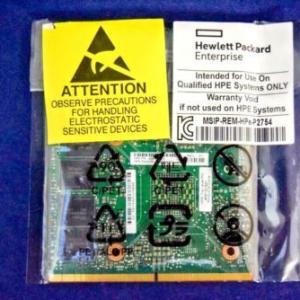 ATTENTION
OBSERVE PRECAUTIONS
FOR HANDLING
ELECTROSTATIC
SENSITIVE DEVICES
Hewlett Packard
Enterprise
Intended for Use On
Qualified HPE Systems ONLY
Warranty Void
if not used on HPE Systems
MSIP-REM-HPe-P2754
C/PET